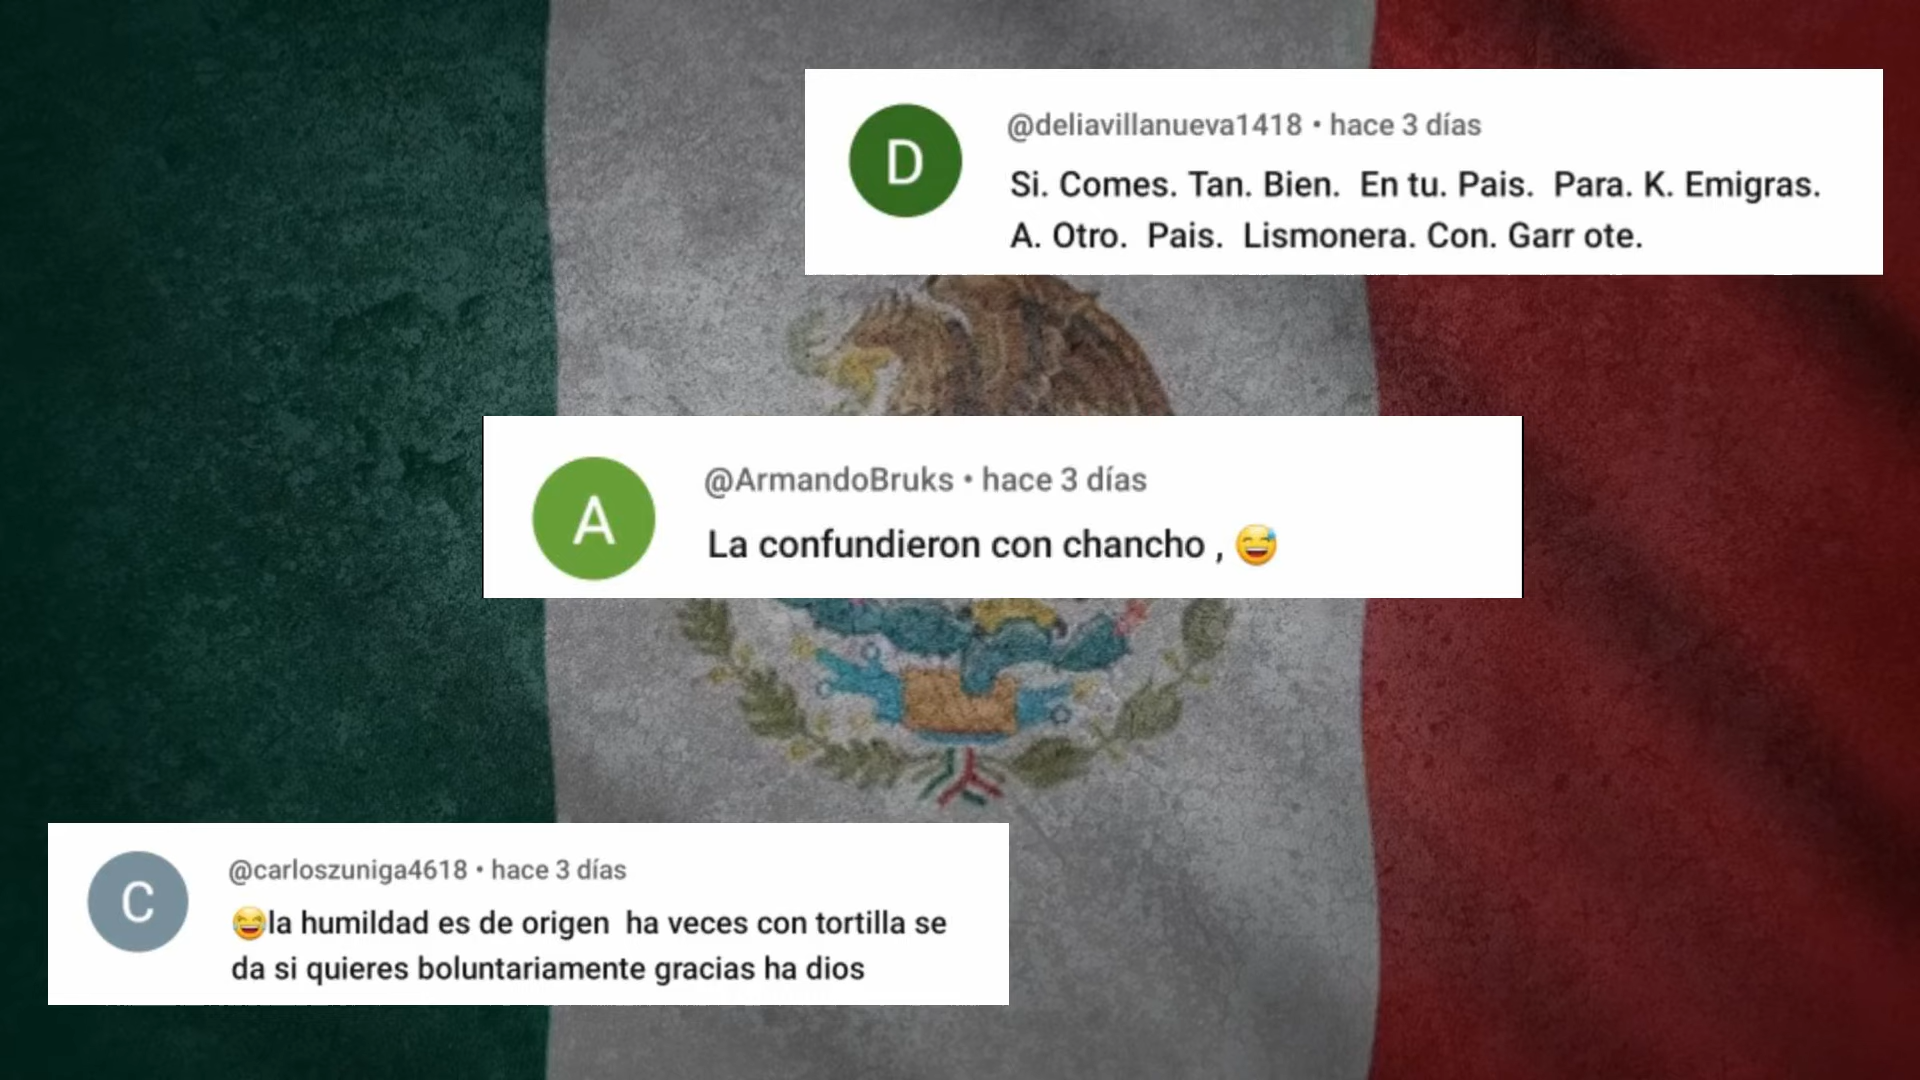 D
@deliavillanueva1418 • hace 3 días
Si. Comes. Tan. Bien.  En tu. Pais.  Para. K. Emigras.
A. Otro.  Pais.  Lismonera. Con. Garr ote.
A
@ArmandoBruks • hace 3 días
La confundieron con chancho , 😅
C
@carloszuniga4618 • hace 3 días
😂la humildad es de origen  ha veces con tortilla se
da si quieres boluntariamente gracias ha dios